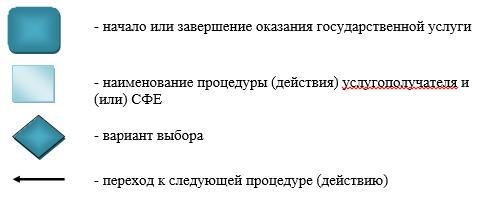 - начало или завершение оказания государственной услуги
- наименование процедуры (действия) услугополучателя и
(или) СФЕ
- вариант выбора
- переход к следующей процедуре (действию)